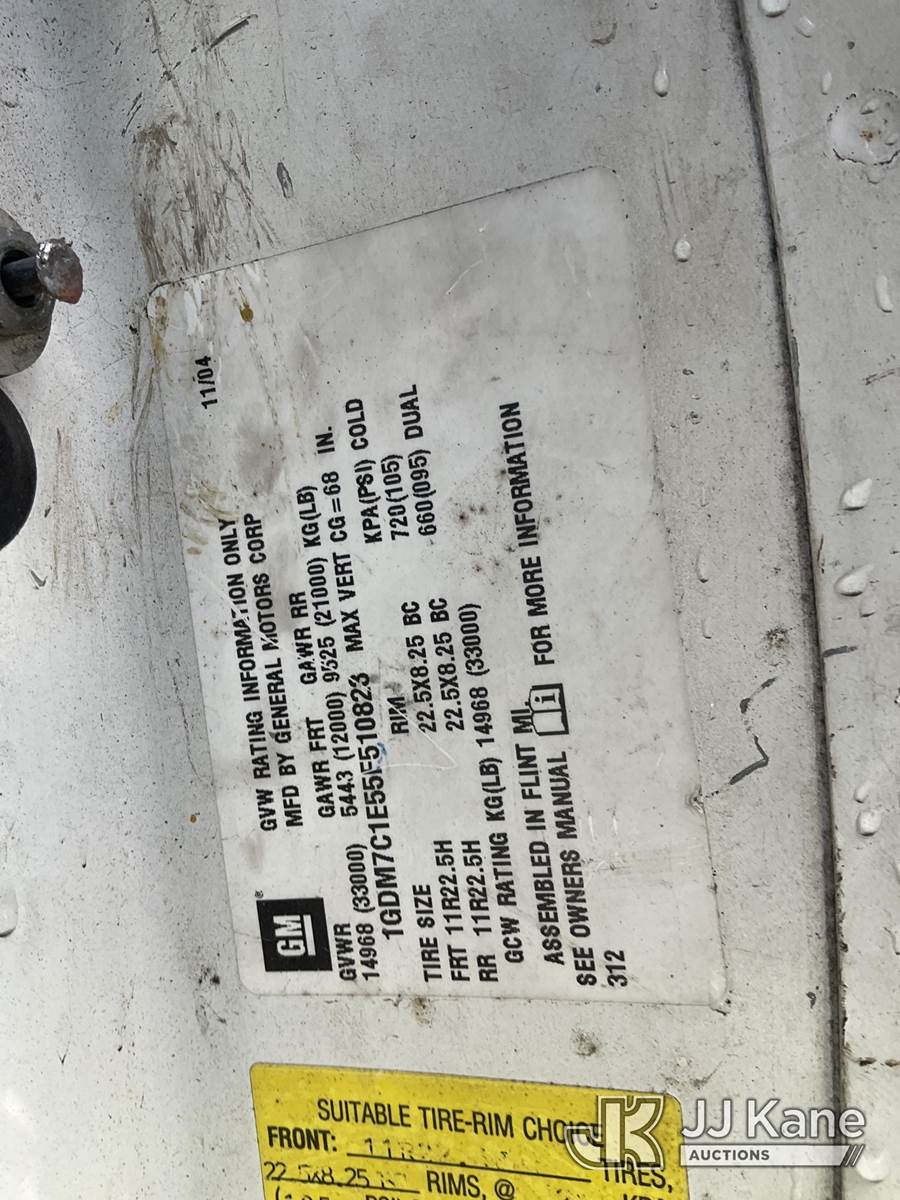 GM
GVW RATING INFORMATION ONLY 11/04
MFD BY GENERAL MOTORS CORP
GVWR GAWR FRT GAWR RR
14968 (33000) 5443 (12000) 9525 (21000) KG(LB)
1GDM7C1E55F510823 MAX VERT CG=68 IN.
TIRE SIZE RIM KPA(PSI) COLD
FRT 11R22.5H 22.5X8.25 BC 720(105)
RR 11R22.5H 22.5X8.25 BC 660(095) DUAL
GCW RATING KG(LB) 14968 (33000)
ASSEMBLED IN FLINT MI.
SEE OWNERS MANUAL i FOR MORE INFORMATION
312
SUITABLE TIRE-RIM CHOICE
FRONT: TIRES,
22.5x8.25 RIMS, @
JJ Kane
AUCTIONS